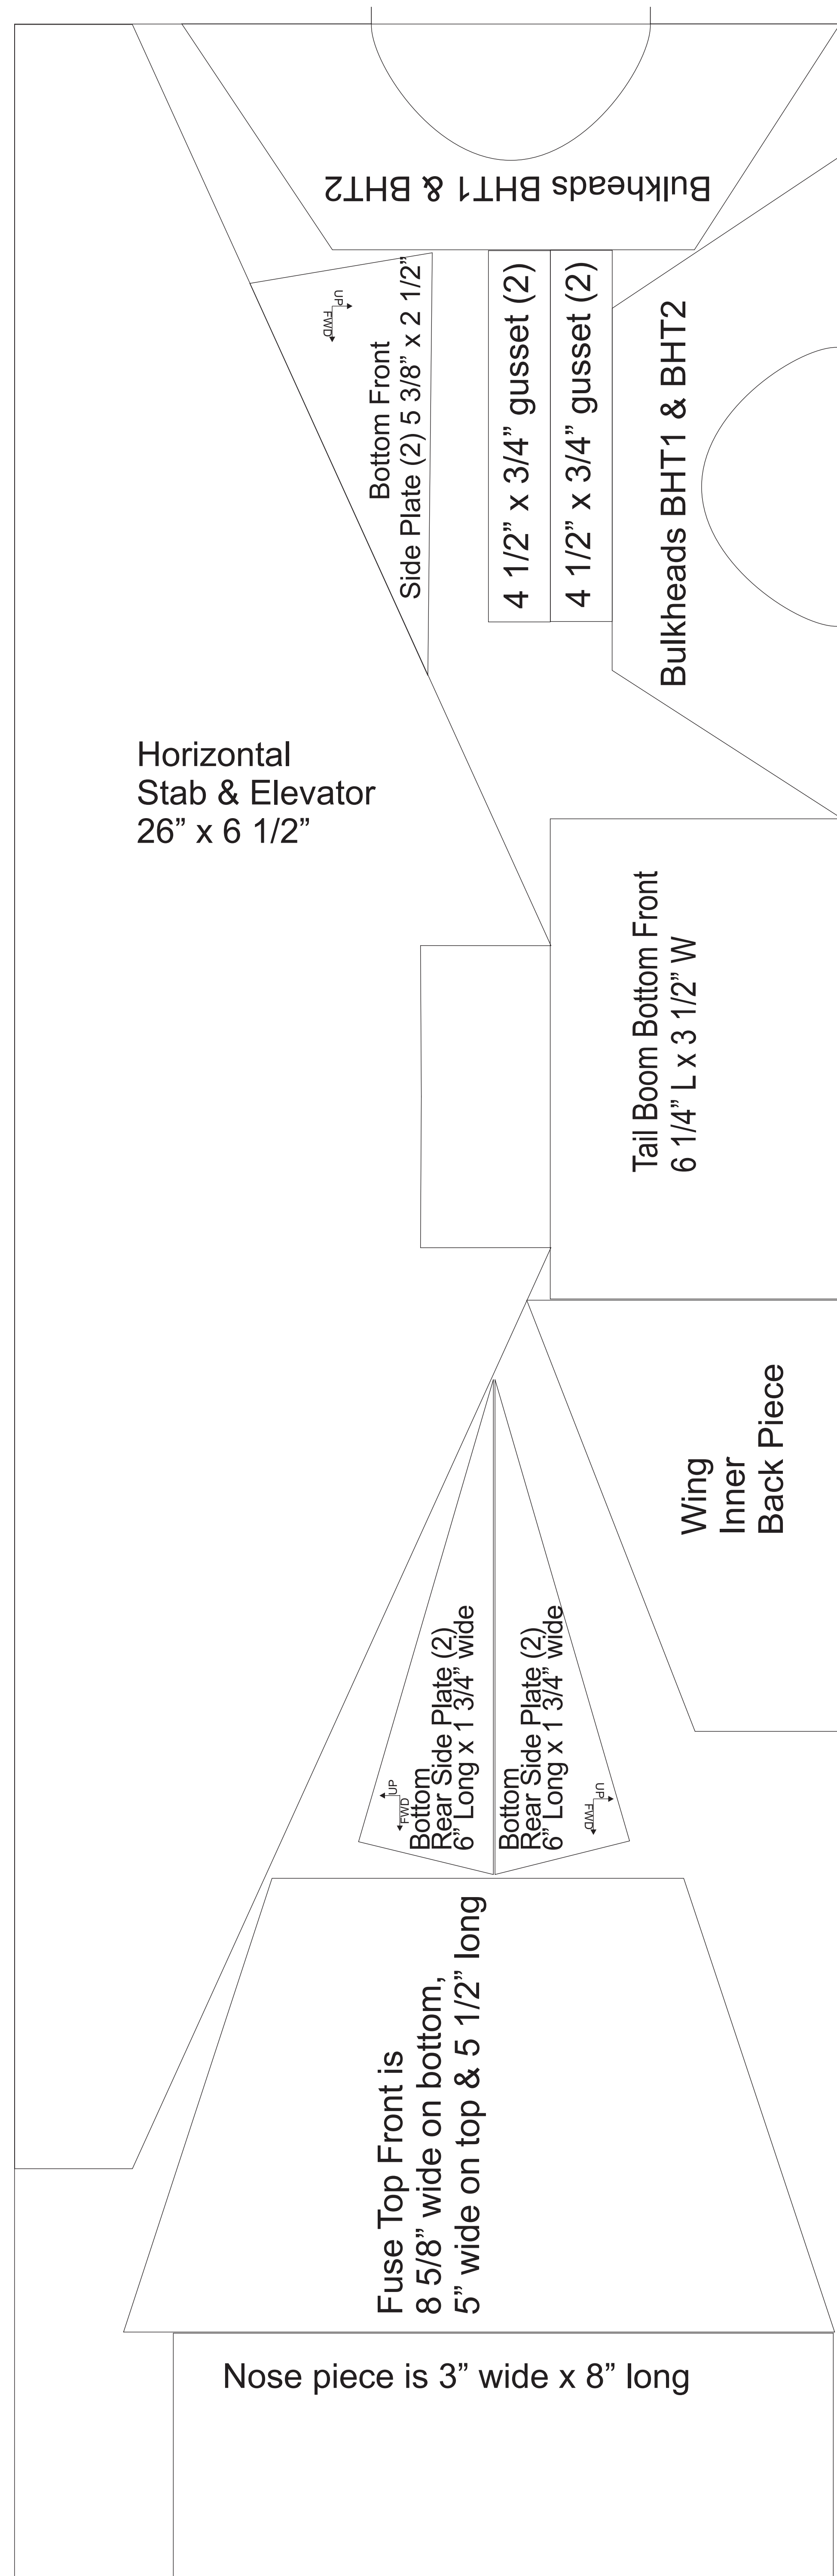 Bulkheads BHT1 & BHT2
UP
FWD
Bottom Front
Side Plate (2) 5 3/8” x 2 1/2”
4 1/2” x 3/4” gusset (2)
4 1/2” x 3/4” gusset (2)
Bulkheads BHT1 & BHT2
Horizontal
Stab & Elevator
26” x 6 1/2”
Tail Boom Bottom Front
6 1/4” L x 3 1/2” W
Wing
Inner
Back Piece
Bottom
Rear Side Plate (2)
6” Long x 1 3/4” wide
UP
FWD
Bottom
Rear Side Plate (2)
6” Long x 1 3/4” wide
UP
FWD
Fuse Top Front is
8 5/8” wide on bottom,
5” wide on top & 5 1/2” long
Nose piece is 3” wide x 8” long